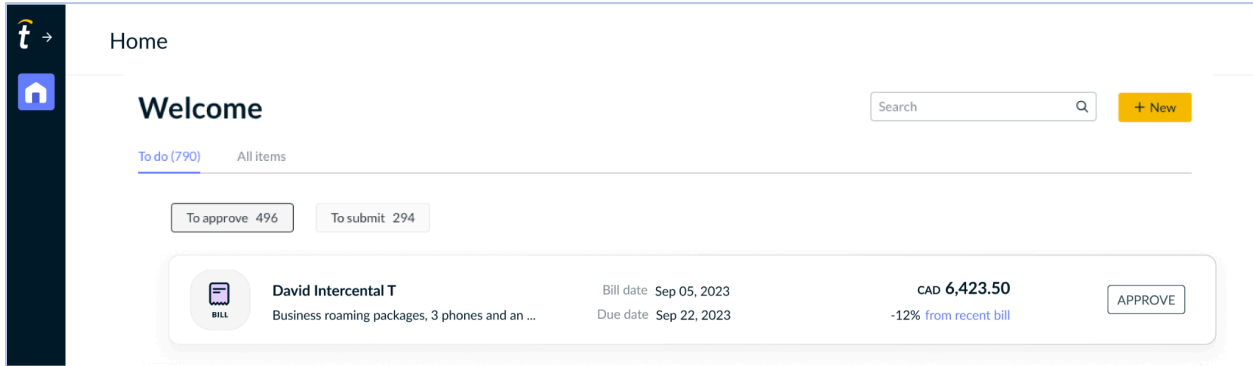 t
Home
Welcome
Search
+ New
To do (790)
All items
To approve 496
To submit 294
BILL
David Intercental T
Business roaming packages, 3 phones and an ...
Bill date Sep 05, 2023
Due date Sep 22, 2023
CAD 6,423.50
-12% from recent bill
APPROVE